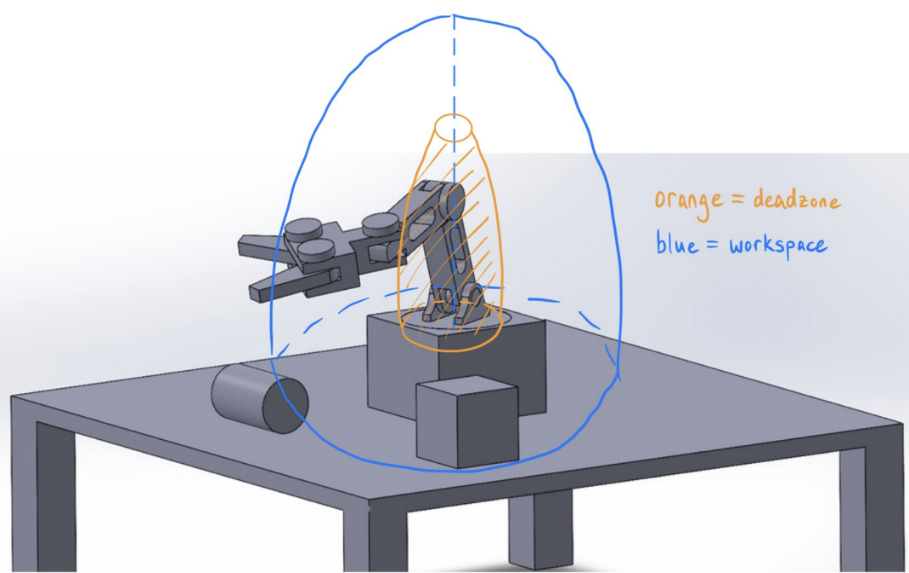 orange = deadzone
blue = workspace